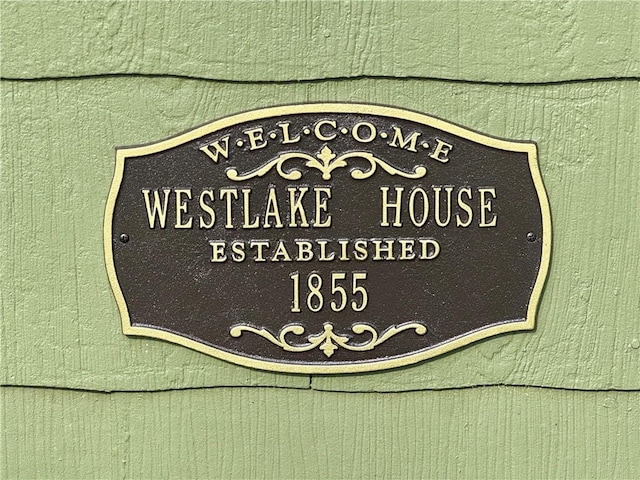 W·E·L·C·O·M·E
WESTLAKE HOUSE
ESTABLISHED
1855